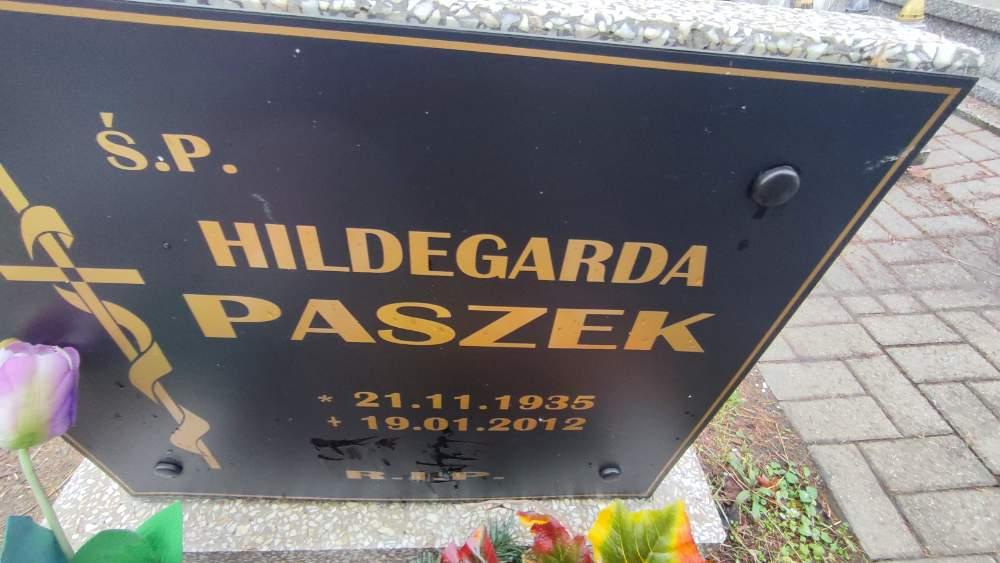 Ś.P.
HILDEGARDA
PASZEK
* 21.11.1935
+ 19.01.2012
R.I.P.